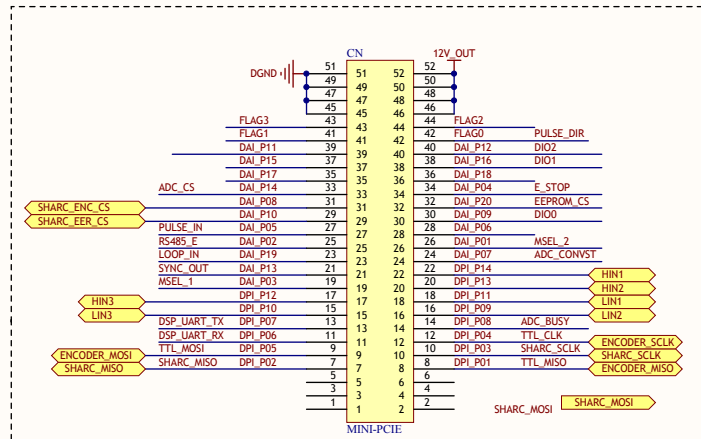 CN 12V_OUT
DGND 51 51 52 52
49 49 50 50
47 47 48 48
45 45 46 46
FLAG3 43 43 44 44 FLAG2
FLAG1 41 41 42 42 FLAG0 PULSE_DIR
DAI_P11 39 39 40 40 DAI_P12 DIO2
DAI_P15 37 37 38 38 DAI_P16 DIO1
DAI_P17 35 35 36 36 DAI_P18
ADC_CS DAI_P14 33 33 34 34 DAI_P04 E_STOP
SHARC_ENC_CS DAI_P08 31 31 32 32 DAI_P20 EEPROM_CS
SHARC_EER_CS DAI_P10 29 29 30 30 DAI_P09 DIO0
PULSE_IN DAI_P05 27 27 28 28 DAI_P06
RS485_E DAI_P02 25 25 26 26 DAI_P01 MSEL_2
LOOP_IN DAI_P19 23 23 24 24 DAI_P07 ADC_CONVST
SYNC_OUT DAI_P13 21 21 22 22 DPI_P14 HIN1
MSEL_1 DAI_P03 19 19 20 20 DPI_P13 HIN2
HIN3 DPI_P12 17 17 18 18 DPI_P11 LIN1
LIN3 DPI_P10 15 15 16 16 DPI_P09 LIN2
DSP_UART_TX DPI_P07 13 13 14 14 DPI_P08 ADC_BUSY
DSP_UART_RX DPI_P06 11 11 12 12 DPI_P04 TTL_CLK ENCODER_SCLK
ENCODER_MOSI TTL_MOSI DPI_P05 9 9 10 10 DPI_P03 SHARC_SCLK SHARC_SCLK
SHARC_MISO SHARC_MISO DPI_P02 7 7 8 8 DPI_P01 TTL_MISO ENCODER_MISO
5 5 6 6
3 3 4 4
1 1 2 2 SHARC_MOSI SHARC_MOSI
MINI-PCIE